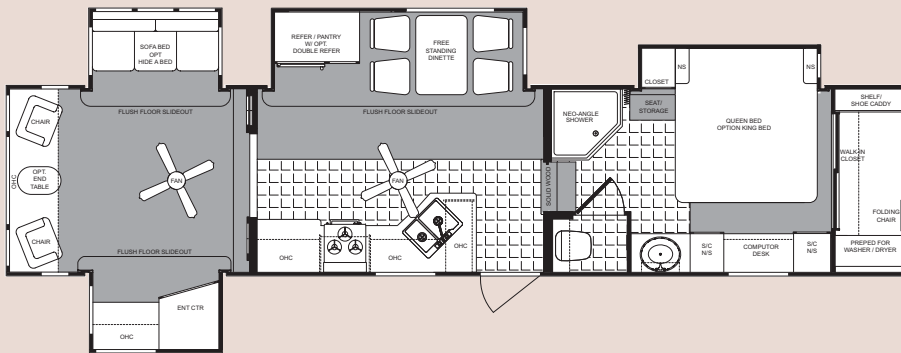 SOFA BED
OPT
HIDE A BED
FLUSH FLOOR SLIDEOUT
CHAIR
OHC
OPT.
END
TABLE
FAN
CHAIR
FLUSH FLOOR SLIDEOUT
OHC
ENT CTR
REFER / PANTRY
W/ OPT.
DOUBLE REFER
FREE
STANDING
DINETTE
FLUSH FLOOR SLIDEOUT
FAN
OHC
OHC
OHC
SOLID WOOD
NEO-ANGLE
SHOWER
CLOSET
SEAT/
STORAGE
NS
NS
QUEEN BED
OPTION KING BED
S/C
N/S
COMPUTOR
DESK
S/C
N/S
SHELF/
SHOE CADDY
WALK-IN
CLOSET
FOLDING
CHAIR
PREPED FOR
WASHER / DRYER